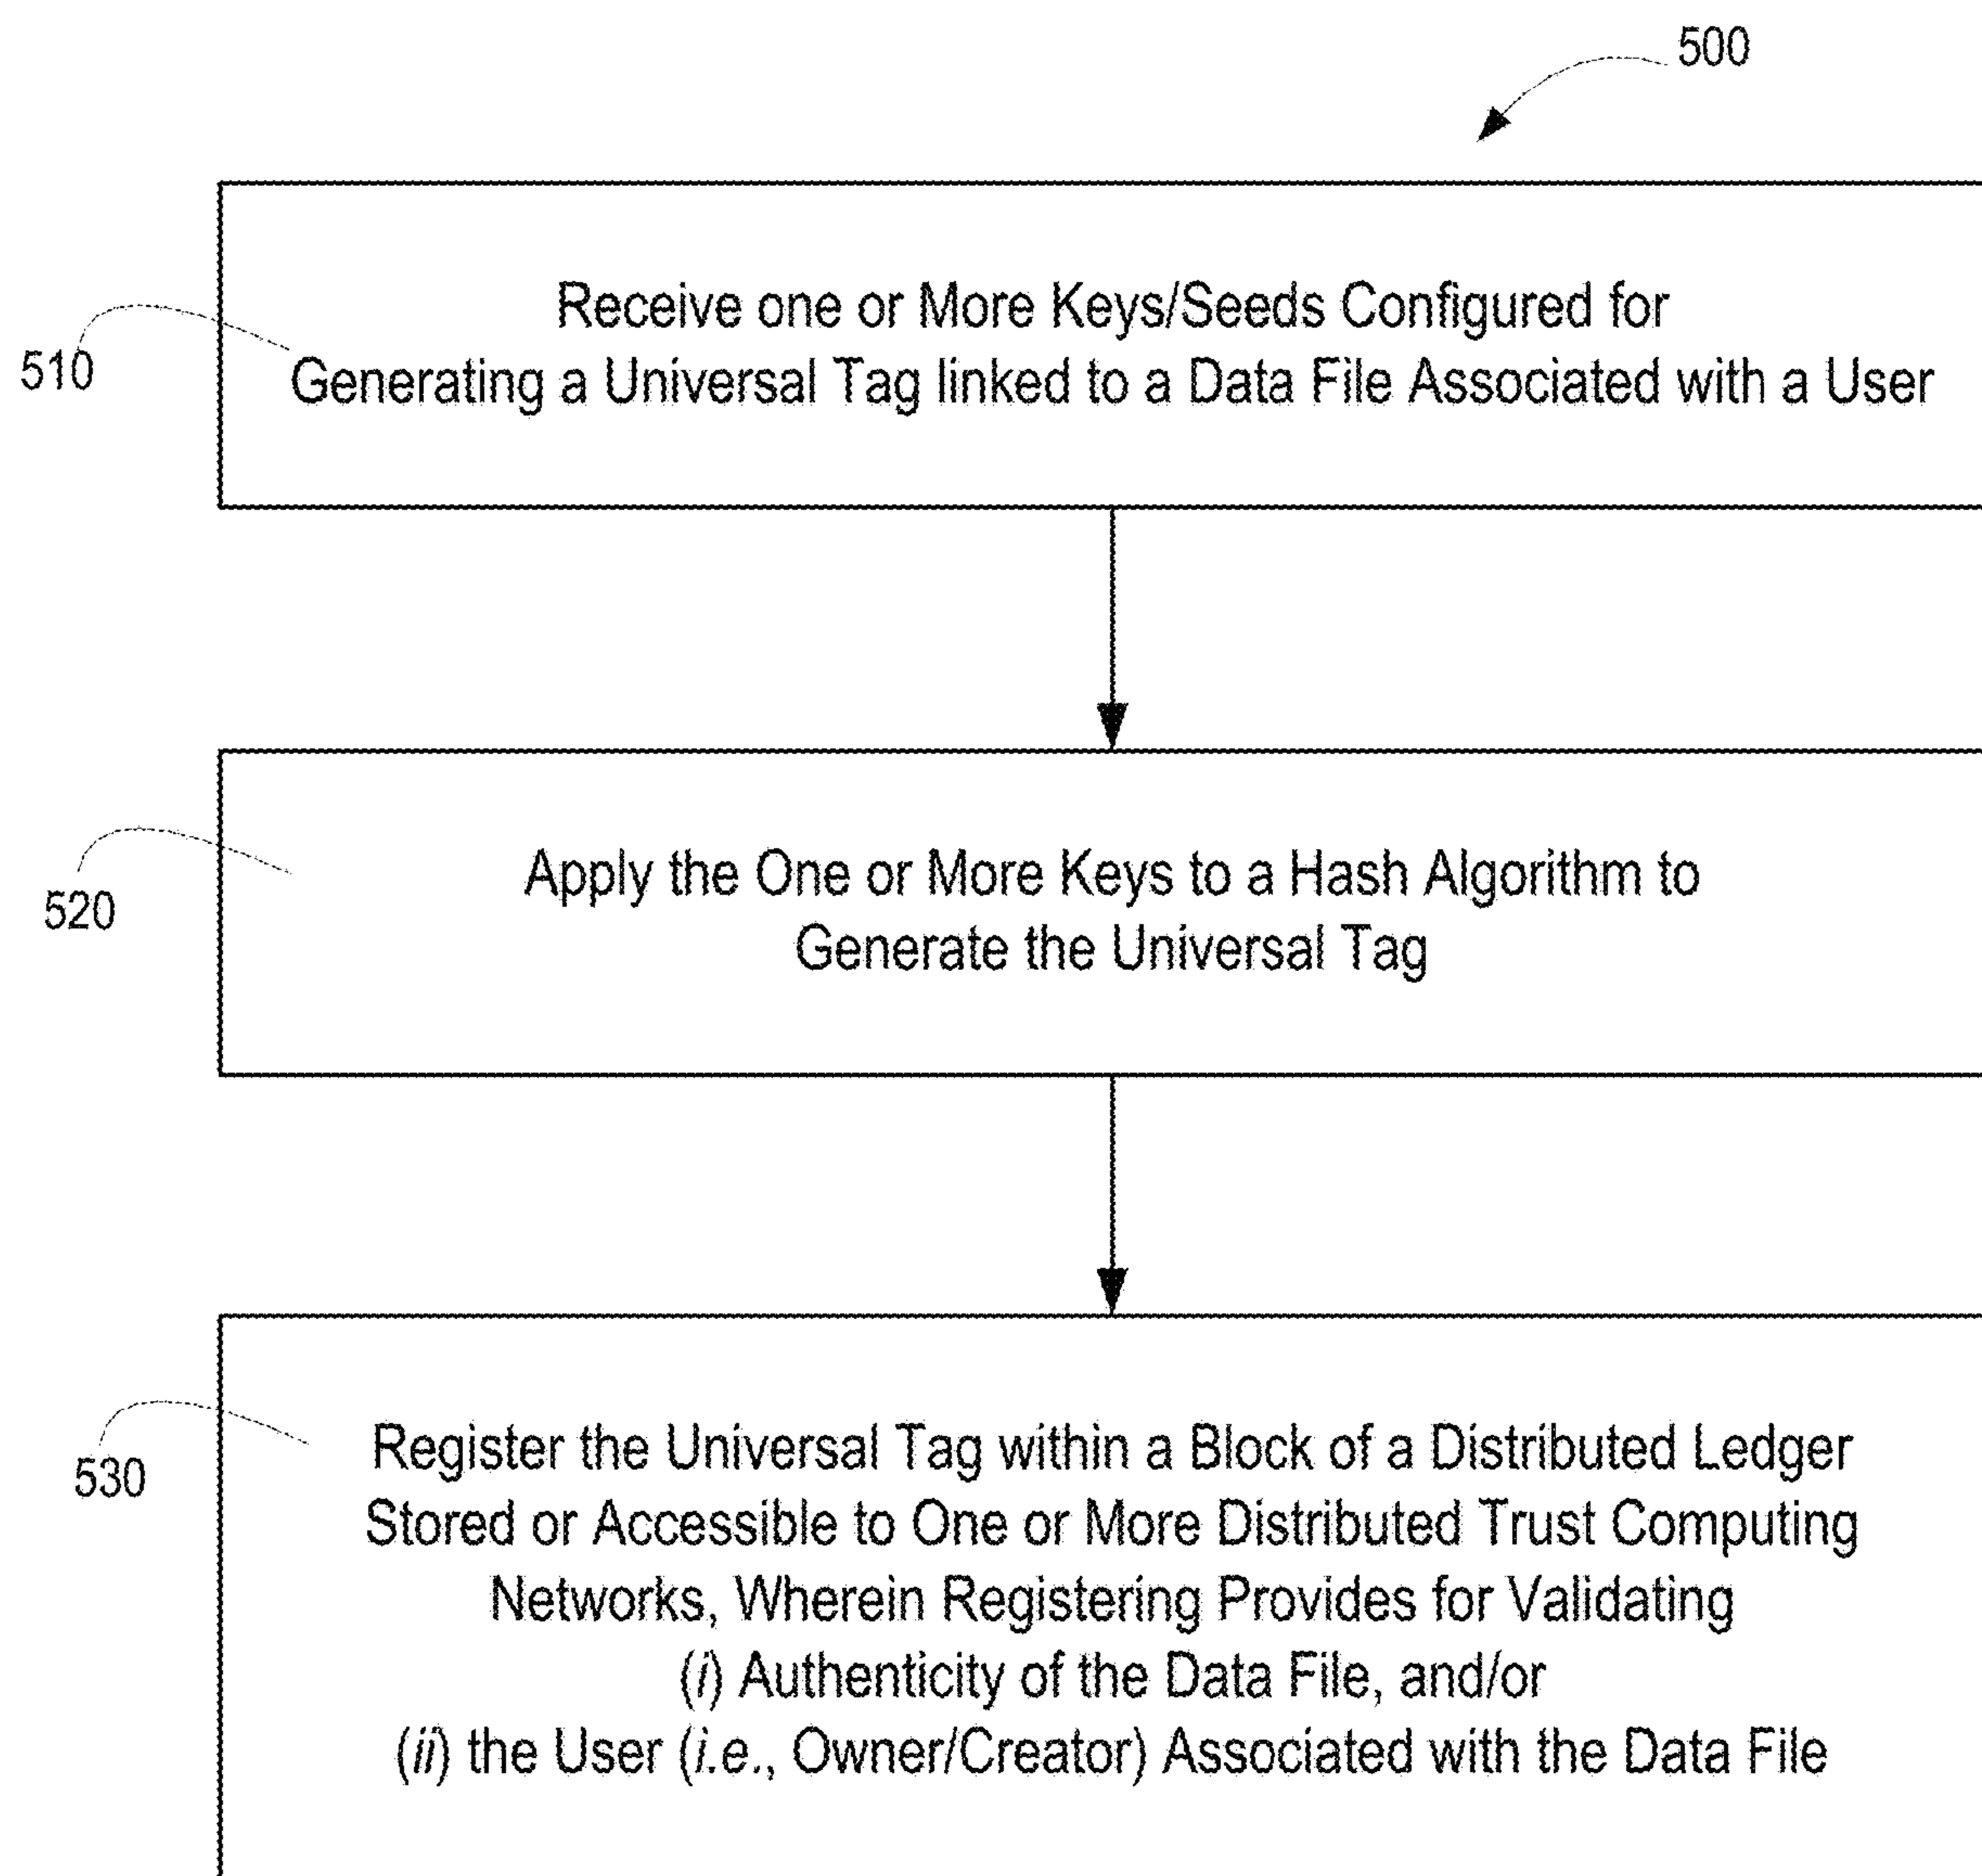 500
Receive one or More Keys/Seeds Configured for
Generating a Universal Tag linked to a Data File Associated with a User
510
Apply the One or More Keys to a Hash Algorithm to
Generate the Universal Tag
520
Register the Universal Tag within a Block of a Distributed Ledger
Stored or Accessible to One or More Distributed Trust Computing
Networks, Wherein Registering Provides for Validating
(i) Authenticity of the Data File, and/or
(ii) the User (i.e., Owner/Creator) Associated with the Data File
530